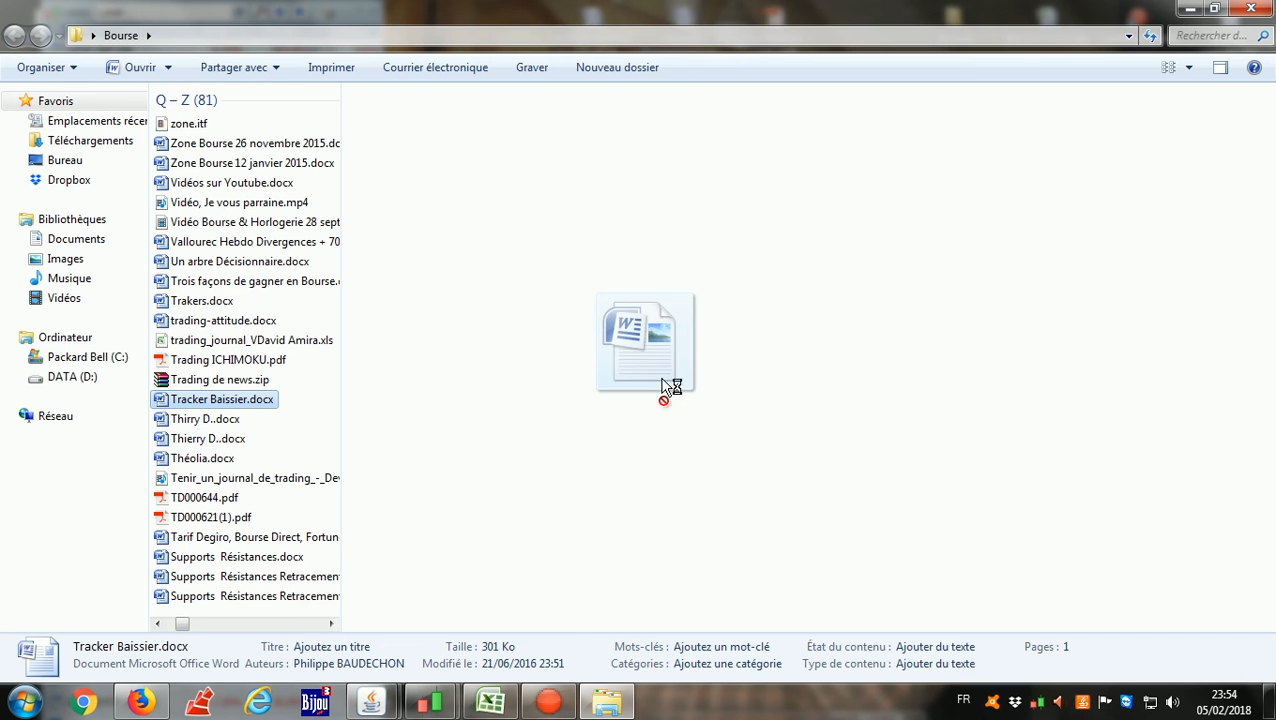 Bourse
Rechercher d...
Organiser
Ouvrir
Partager avec
Imprimer
Courrier électronique
Graver
Nouveau dossier
Favoris
Emplacements récer
Téléchargements
Bureau
Dropbox
Bibliothèques
Documents
Images
Musique
Vidéos
Ordinateur
Packard Bell (C:)
DATA (D:)
Réseau
Q – Z (81)
zone.itf
Zone Bourse 26 novembre 2015.dc
Zone Bourse 12 janvier 2015.docx
Vidéos sur Youtube.docx
Vidéo, Je vous parraine.mp4
Vidéo Bourse & Horlogerie 28 sept
Vallourec Hebdo Divergences + 70
Un arbre Décisionnaire.docx
Trois façons de gagner en Bourse.
Trakers.docx
trading-attitude.docx
trading_journal_VDavid Amira.xls
Trading ICHIMOKU.pdf
Trading de news.zip
Tracker Baissier.docx
Thirry D..docx
Thierry D..docx
Théolia.docx
Tenir_un_journal_de_trading_-_De
TD000644.pdf
TD000621(1).pdf
Tarif Degiro, Bourse Direct, Fortun
Supports  Résistances.docx
Supports  Résistances Retracemen
Supports  Résistances Retracemen
Tracker Baissier.docx
Titre : Ajoutez un titre
Taille : 301 Ko
Mots-clés : Ajoutez un mot-clé
État du contenu : Ajouter du texte
Pages : 1
Document Microsoft Office Word
Auteurs : Philippe BAUDECHON
Modifié le : 21/06/2016 23:51
Catégories : Ajoutez une catégorie
Type de contenu : Ajouter du texte
Bijou
3
FR
23:54
05/02/2018